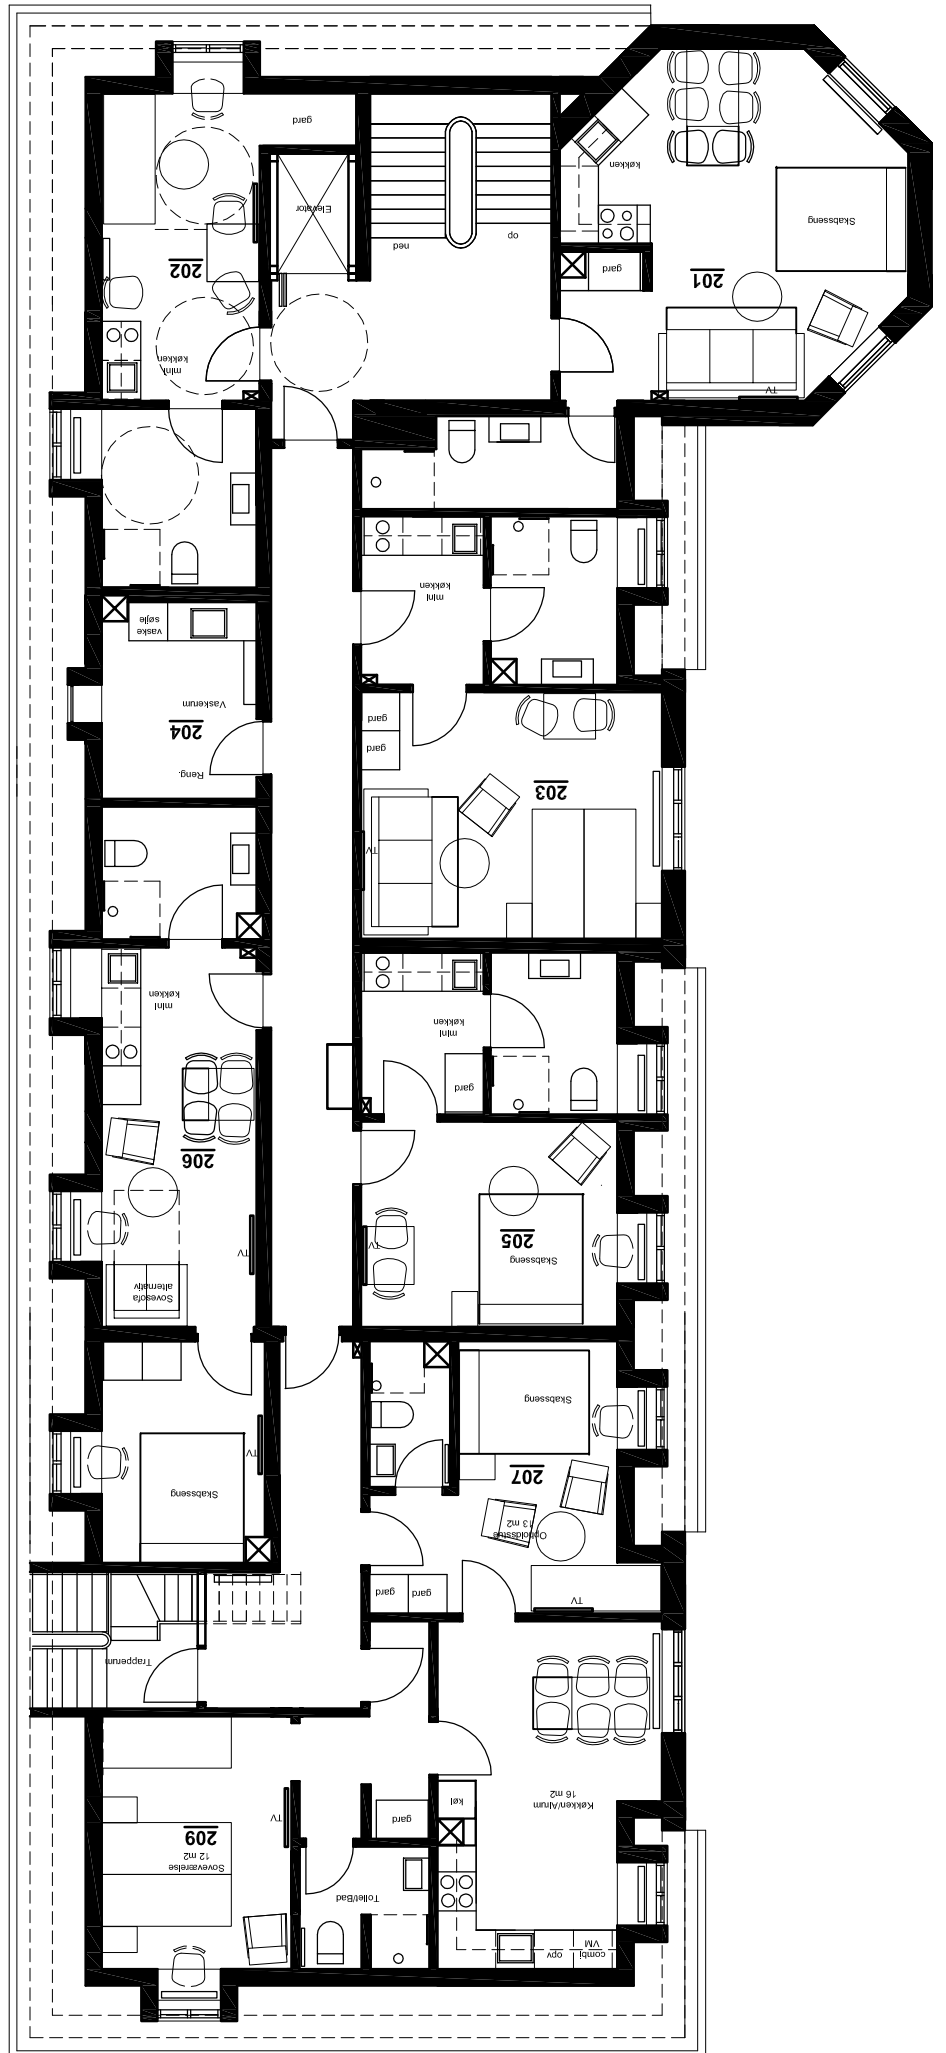 combi
VM
opv
Toilet/Bad
Soveværelse
12 m2
209
gard
TV
Køkken/Alrum
16 m2
køl
Trapperum
TV
gard
gard
Opholdsstue
13 m2
207
Skabsseng
TV
Skabsseng
Sovesofa
alternativ
TV
Skabsseng
205
TV
206
gard
mini
køkken
mini
køkken
TV
203
gard
gard
Reng.
204
Vaskerum
vaske
søjle
mini
køkken
TV
mini
køkken
201
gard
202
ned
op
Skabsseng
Elevator
køkken
gard